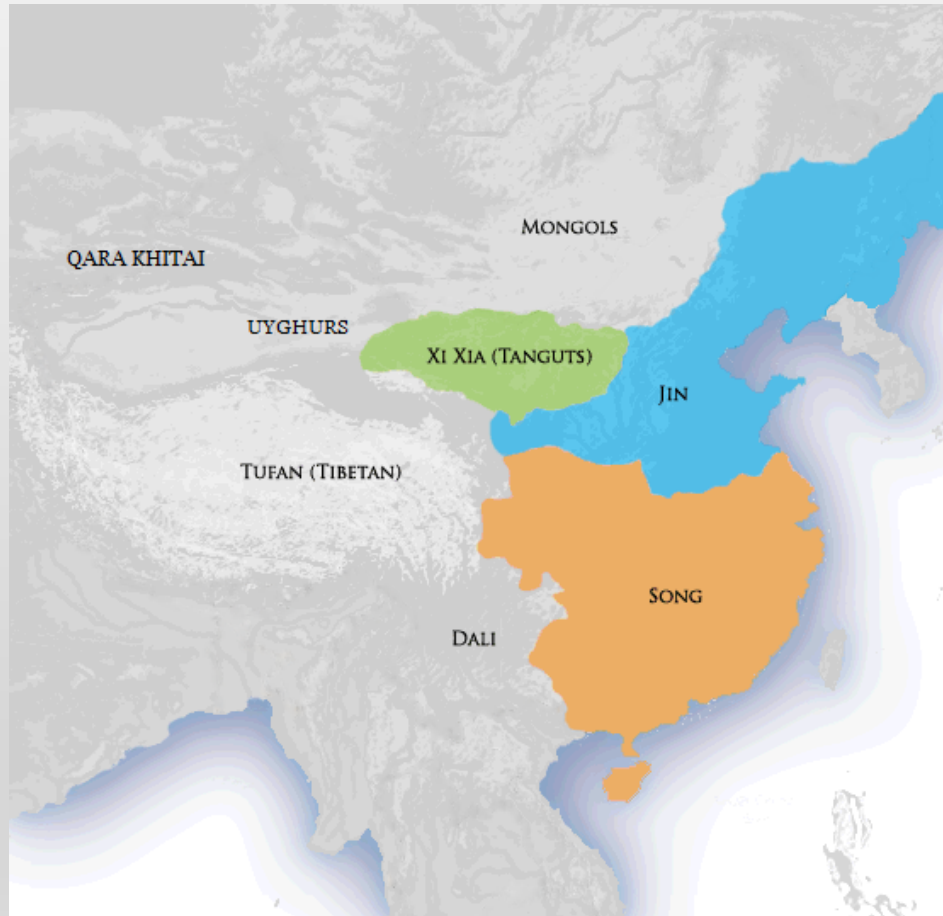 MONGOLS
QARA KHITAI
UYGHURS
XI XIA (TANGUTS)
JIN
TUFAN (TIBETAN)
SONG
DALI